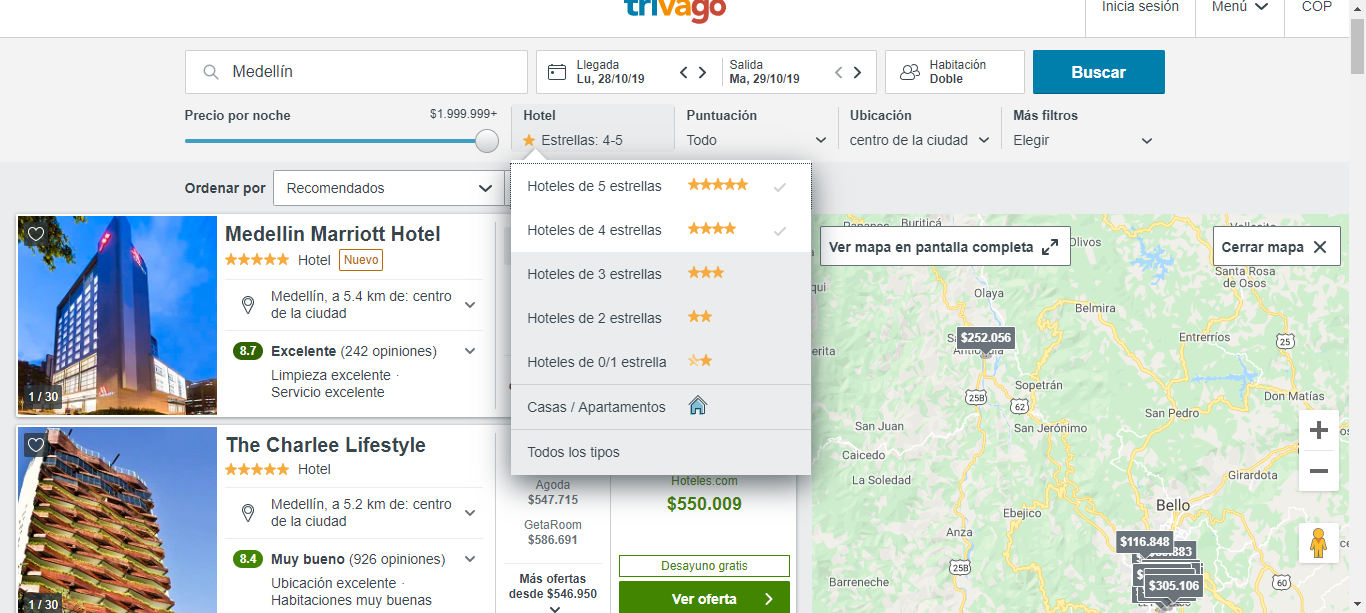 trivago
Inicia sesión
Menú
COP
Medellín
Llegada
Lu, 28/10/19
Salida
Ma, 29/10/19
Habitación
Doble
Buscar
Precio por noche
$1.999.999+
Hotel
Estrellas: 4-5
Puntuación
Todo
Ubicación
centro de la ciudad
Más filtros
Elegir
Ordenar por
Recomendados
Hoteles de 5 estrellas
Hoteles de 4 estrellas
Hoteles de 3 estrellas
Hoteles de 2 estrellas
Hoteles de 0/1 estrella
Casas / Apartamentos
Todos los tipos
Medellin Marriott Hotel
Hotel
Nuevo
Medellín, a 5.4 km de: centro
de la ciudad
8.7 Excelente (242 opiniones)
Limpieza excelente ·
Servicio excelente
1 / 30
The Charlee Lifestyle
Hotel
Medellín, a 5.2 km de: centro
de la ciudad
8.4 Muy bueno (926 opiniones)
Ubicación excelente ·
Habitaciones muy buenas
1 / 30
Agoda
$547.715
GetaRoom
$586.691
Más ofertas
desde $546.950
Hoteles.com
$550.009
Desayuno gratis
Ver oferta
Ver mapa en pantalla completa
Cerrar mapa
Buriticá
Olivos
Santa Rosa
de Osos
Olaya
Belmira
$252.056
Entrerríos
25
Sopetrán
25B
62
San Jerónimo
San Pedro
Don Matías
San Juan
Caicedo
La Soledad
Girardota
Ebejico
Bello
Anza
25B
$116.848
$305.106
Barreneche
60